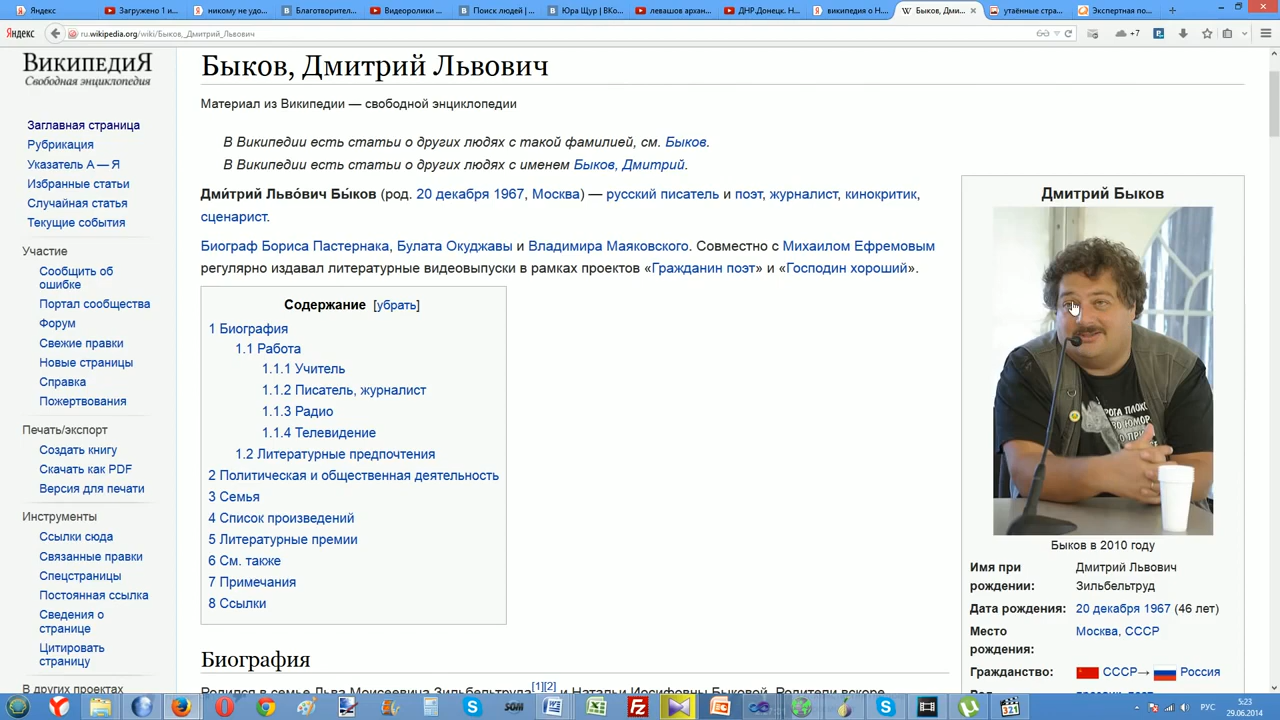 Яндекс
Загружено 1 и
никому не удо
Благотворител
Видеоролики
Поиск людей | 
Юра Щур | ВКо
левашов архан
ДНР.Донецк. Н
википедия о Н
Быков, Дми
утаённые стра
Экспертная по
Яндекс
ru.wikipedia.org/wiki/Быков,_Дмитрий_Львович
+7
ВикипедиЯ
Свободная энциклопедия
Заглавная страница
Рубрикация
Указатель А — Я
Избранные статьи
Случайная статья
Текущие события
Участие
Сообщить об
ошибке
Портал сообщества
Форум
Свежие правки
Новые страницы
Справка
Пожертвования
Печать/экспорт
Создать книгу
Скачать как PDF
Версия для печати
Инструменты
Ссылки сюда
Связанные правки
Спецстраницы
Постоянная ссылка
Сведения о
странице
Цитировать
страницу
В других проектах
Быков, Дмитрий Львович
Материал из Википедии — свободной энциклопедии
В Википедии есть статьи о других людях с такой фамилией, см. Быков.
В Википедии есть статьи о других людях с именем Быков, Дмитрий.
Дми́трий Льво́вич Бы́ков (род. 20 декабря 1967, Москва) — русский писатель и поэт, журналист, кинокритик,
сценарист.
Биограф Бориса Пастернака, Булата Окуджавы и Владимира Маяковского. Совместно с Михаилом Ефремовым
регулярно издавал литературные видеовыпуски в рамках проектов «Гражданин поэт» и «Господин хороший».
Содержание [убрать]
1 Биография
1.1 Работа
1.1.1 Учитель
1.1.2 Писатель, журналист
1.1.3 Радио
1.1.4 Телевидение
1.2 Литературные предпочтения
2 Политическая и общественная деятельность
3 Семья
4 Список произведений
5 Литературные премии
6 См. также
7 Примечания
8 Ссылки
Биография
Родился в семье Льва Моисеевича Зильбельтруда[1][2] и Натальи Иосифовны Быковой. Родители вскоре
Дмитрий Быков
Быков в 2010 году
Имя при рождении: Дмитрий Львович Зильбельтруд
Дата рождения: 20 декабря 1967 (46 лет)
Место рождения: Москва, СССР
Гражданство: СССР→ Россия
SOM
321
РУС
5:23
29.06.2014